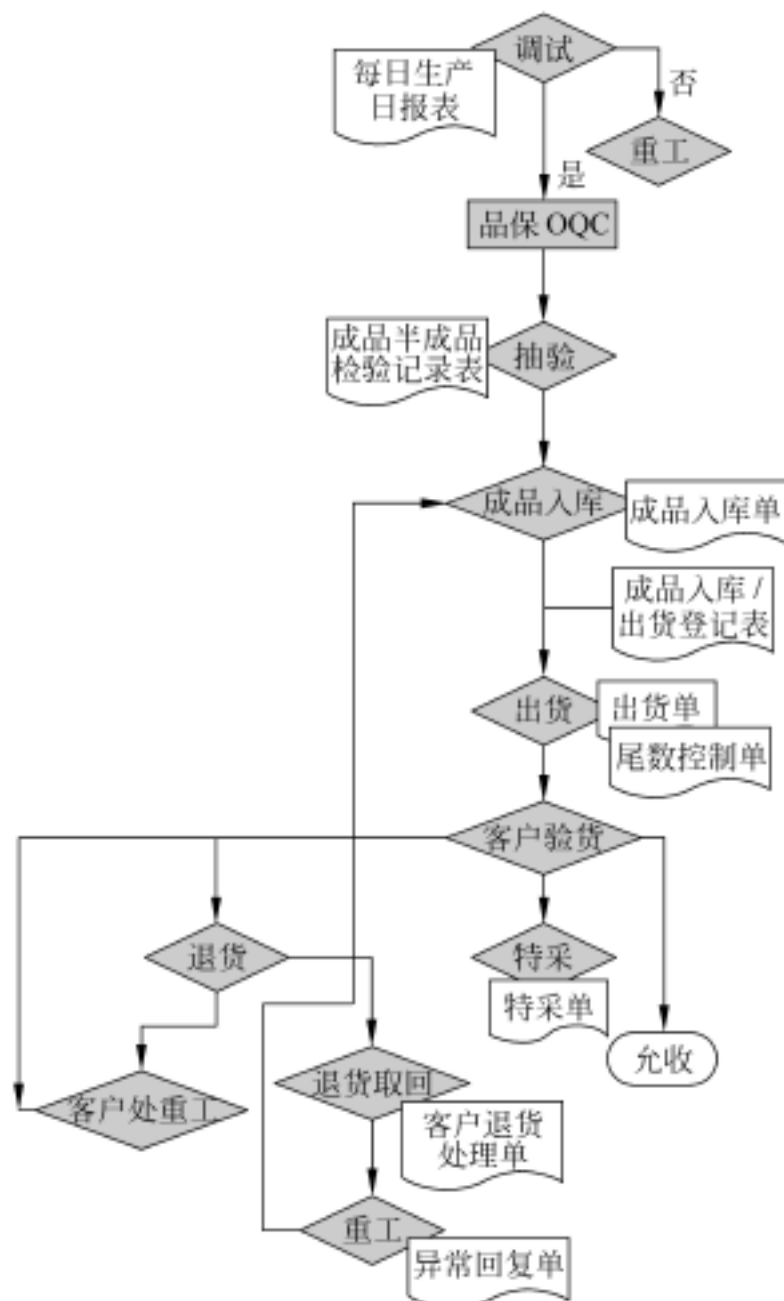 调试
每日生产
日报表
否
重工
是
品保 OQC
成品半成品
检验记录表
抽验
成品入库
成品入库单
成品入库 /
出货登记表
出货
出货单
尾数控制单
客户验货
退货
特采
特采单
允收
退货取回
客户处重工
客户退货
处理单
重工
异常回复单